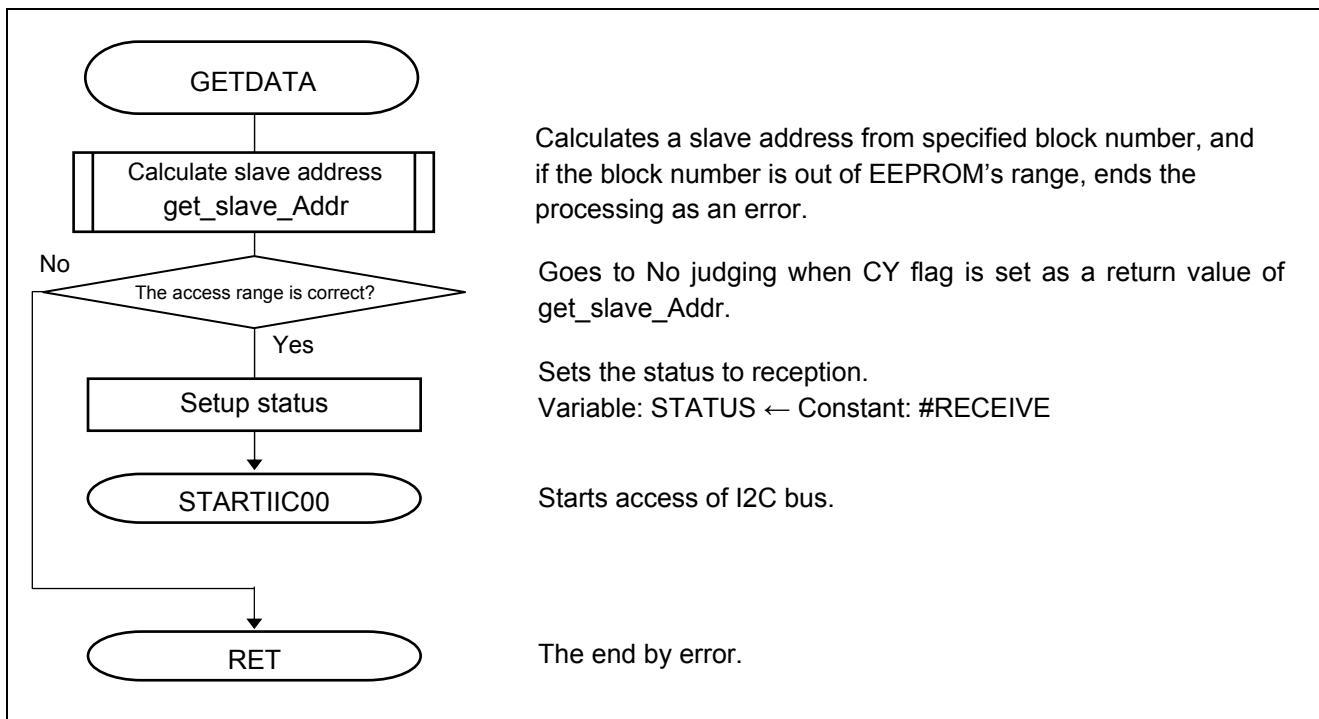 GETDATA
Calculates a slave address from specified block number, and
if the block number is out of EEPROM's range, ends the
processing as an error.
Calculate slave address
get_slave_Addr
No
The access range is correct?
Goes to No judging when CY flag is set as a return value of
get_slave_Addr.
Yes
Setup status
Sets the status to reception.
Variable: STATUS ← Constant: #RECEIVE
STARTIIC00
Starts access of I2C bus.
RET
The end by error.